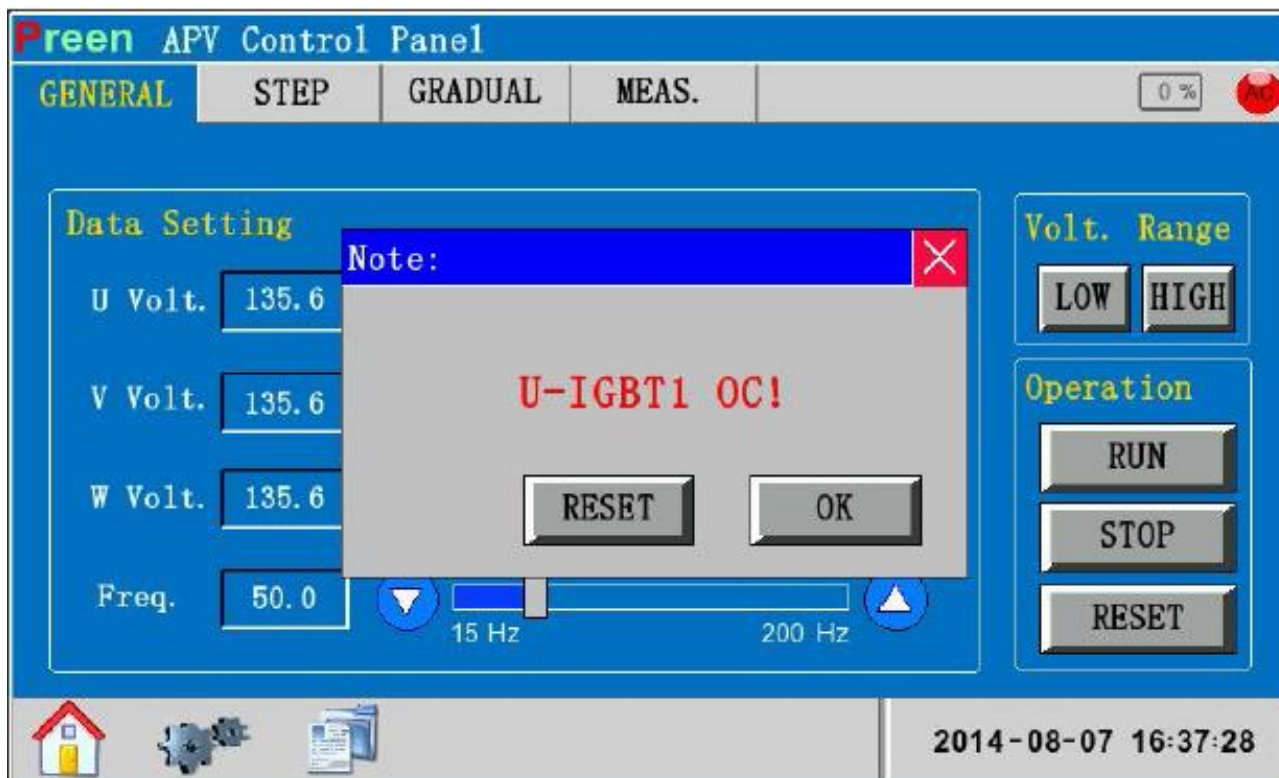 Preen APV Control Panel
GENERAL STEP GRADUAL MEAS. 0 % AC
Data Setting
U Volt. 135.6
V Volt. 135.6
W Volt. 135.6
Freq. 50.0
15 Hz 200 Hz
Note:
U-IGBT1 OC!
RESET OK
Volt. Range
LOW HIGH
Operation
RUN
STOP
RESET
2014-08-07 16:37:28